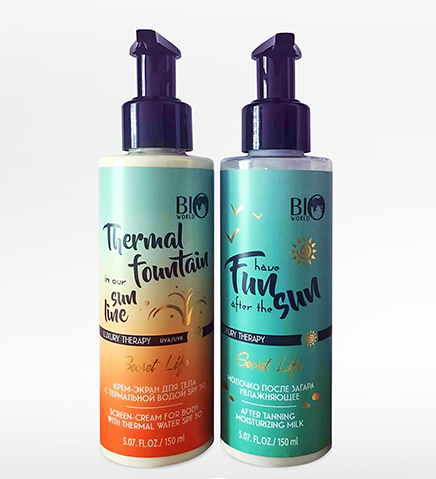 BIO
WORLD
Thermal
fountain
in our
sun
line
LUXURY THERAPY UVA/UVB
Secret Life
КРЕМ-ЭКРАН ДЛЯ ТЕЛА
С ТЕРМАЛЬНОЙ ВОДОЙ SPF 30
SCREEN-CREAM FOR BODY
WITH THERMAL WATER SPF 30
5.07. FL.OZ./ 150 ml
BIO
WORLD
have
Fun
after the
sun
LUXURY THERAPY
Secret Life
МОЛОЧКО ПОСЛЕ ЗАГАРА
УВЛАЖНЯЮЩЕЕ
AFTER TANNING
MOISTURIZING MILK
5.07. FL.OZ./ 150 ml